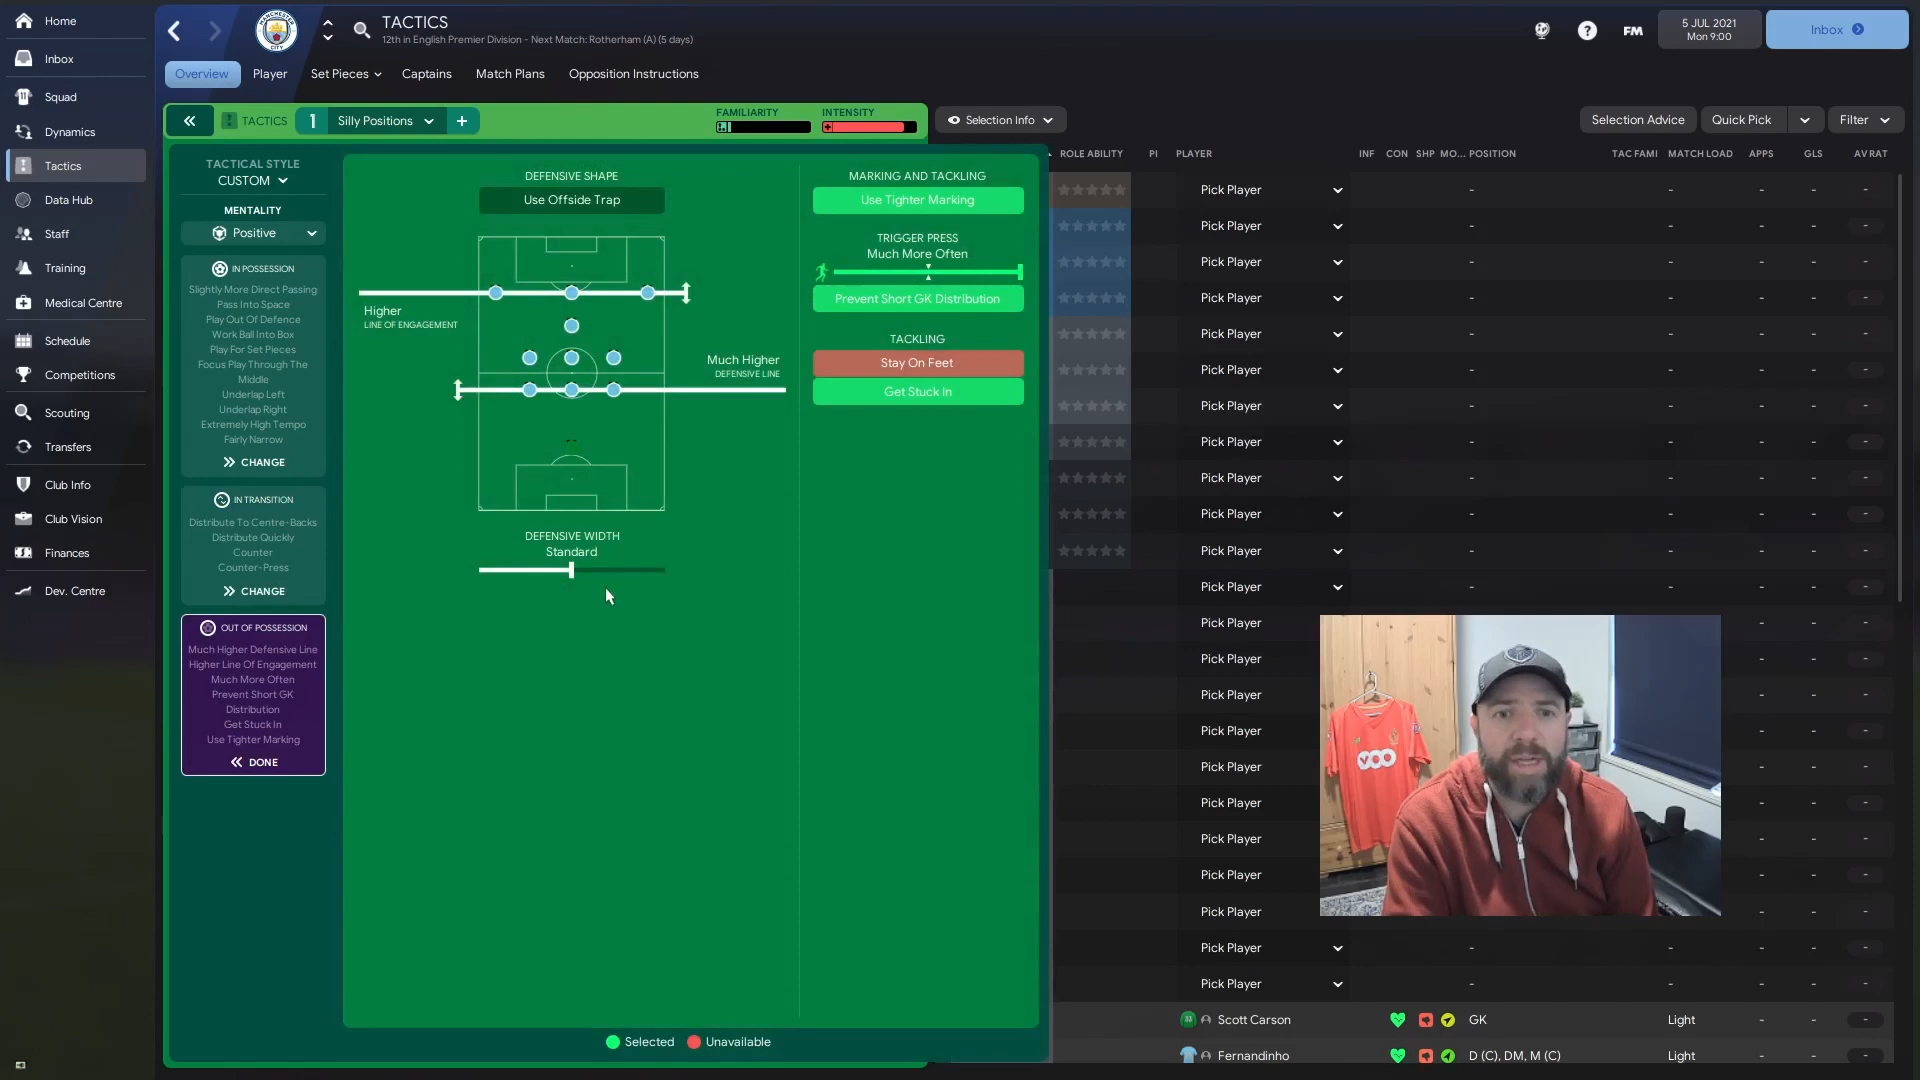 Home
Inbox
Squad
Dynamics
Tactics
Data Hub
Staff
Training
Medical Centre
Schedule
Competitions
Scouting
Transfers
Club Info
Club Vision
Finances
Dev. Centre
TACTICS
12th in English Premier Division - Next Match: Rotherham (A) (5 days)
FM
5 JUL 2021
Mon 9:00
Inbox
Overview
Player
Set Pieces
Captains
Match Plans
Opposition Instructions
TACTICS
1
Silly Positions
FAMILIARITY
INTENSITY
Selection Info
Selection Advice
Quick Pick
Filter
TACTICAL STYLE
CUSTOM
MENTALITY
Positive
IN POSSESSION
Slightly More Direct Passing
Pass Into Space
Play Out Of Defence
Work Ball Into Box
Play For Set Pieces
Focus Play Through The
Middle
Underlap Left
Underlap Right
Extremely High Tempo
Fairly Narrow
CHANGE
IN TRANSITION
Distribute To Centre-Backs
Distribute Quickly
Counter
Counter-Press
CHANGE
OUT OF POSSESSION
Much Higher Defensive Line
Higher Line Of Engagement
Much More Often
Prevent Short GK
Distribution
Get Stuck In
Use Tighter Marking
DONE
DEFENSIVE SHAPE
Use Offside Trap
Higher
LINE OF ENGAGEMENT
Much Higher
DEFENSIVE LINE
DEFENSIVE WIDTH
Standard
MARKING AND TACKLING
Use Tighter Marking
TRIGGER PRESS
Much More Often
Prevent Short GK Distribution
TACKLING
Stay On Feet
Get Stuck In
Selected
Unavailable
ROLE ABILITY PI PLAYER INF CON SHP MO... POSITION TAC FAMI MATCH LOAD APPS GLS AV RAT
Pick Player - - - - -
Pick Player - - - - -
Pick Player - - - - -
Pick Player - - - - -
Pick Player - - - - -
Pick Player - - - - -
Pick Player - - - - -
Pick Player - - - - -
Pick Player - - - - -
Pick Player - - - - -
Pick Player - - - - -
Pick Player - - - - -
Pick Player - - -
Pick Player - - -
Pick Player - - -
Pick Player - - -
Pick Player - - -
Pick Player - - -
Pick Player - - -
Pick Player - - -
Pick Player - - -
Pick Player - - - - -
Pick Player - - - - -
Scott Carson GK Light - - -
Fernandinho D (C), DM, M (C) Light - - -
VOO